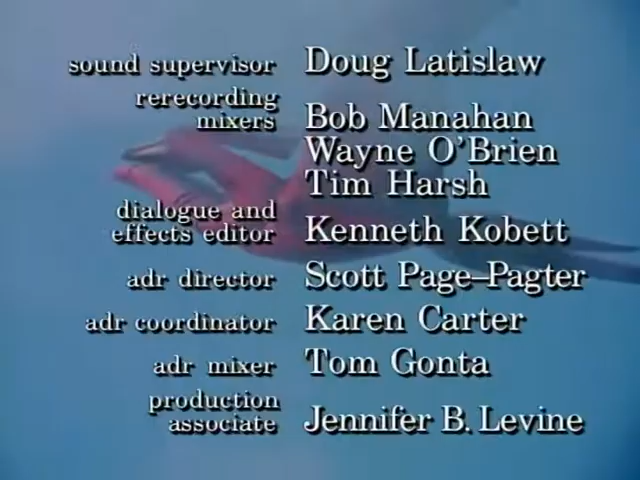 sound supervisor Doug Latislaw
rerecording
mixers Bob Manahan
Wayne O'Brien
Tim Harsh
dialogue and
effects editor Kenneth Kobett
adr director Scott Page–Pagter
adr coordinator Karen Carter
adr mixer Tom Gonta
production
associate Jennifer B. Levine